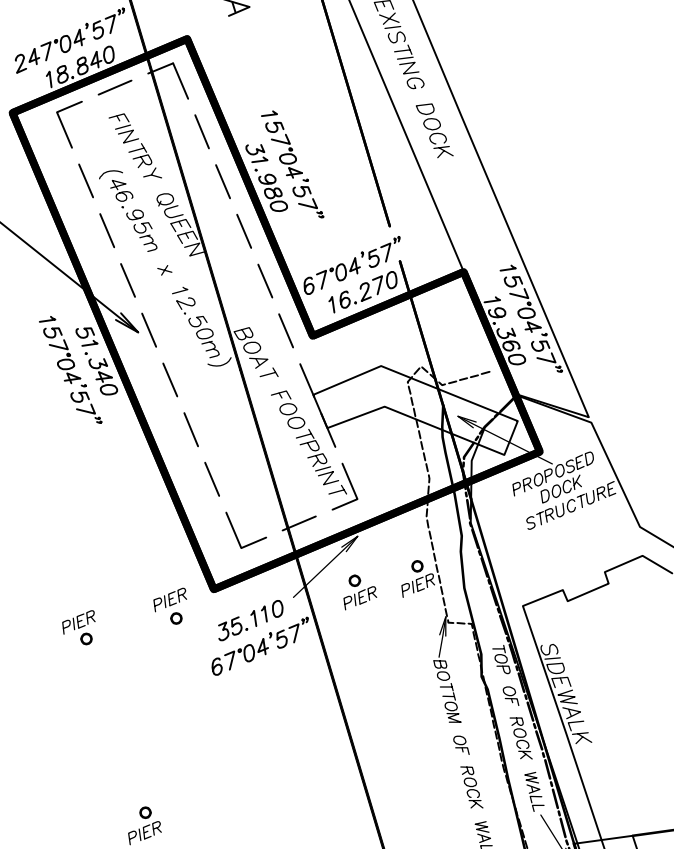 A
EXISTING DOCK
247°04'57"
18.840
157°04'57"
31.980
FINTRY QUEEN
(46.95m x 12.50m)
67°04'57"
16.270
157°04'57"
19.360
51.340
157°04'57"
BOAT FOOTPRINT
PROPOSED
DOCK
STRUCTURE
PIER
PIER
PIER
PIER
35.110
67°04'57"
BOTTOM OF ROCK WAL
TOP OF ROCK WALL
SIDEWALK
PIER